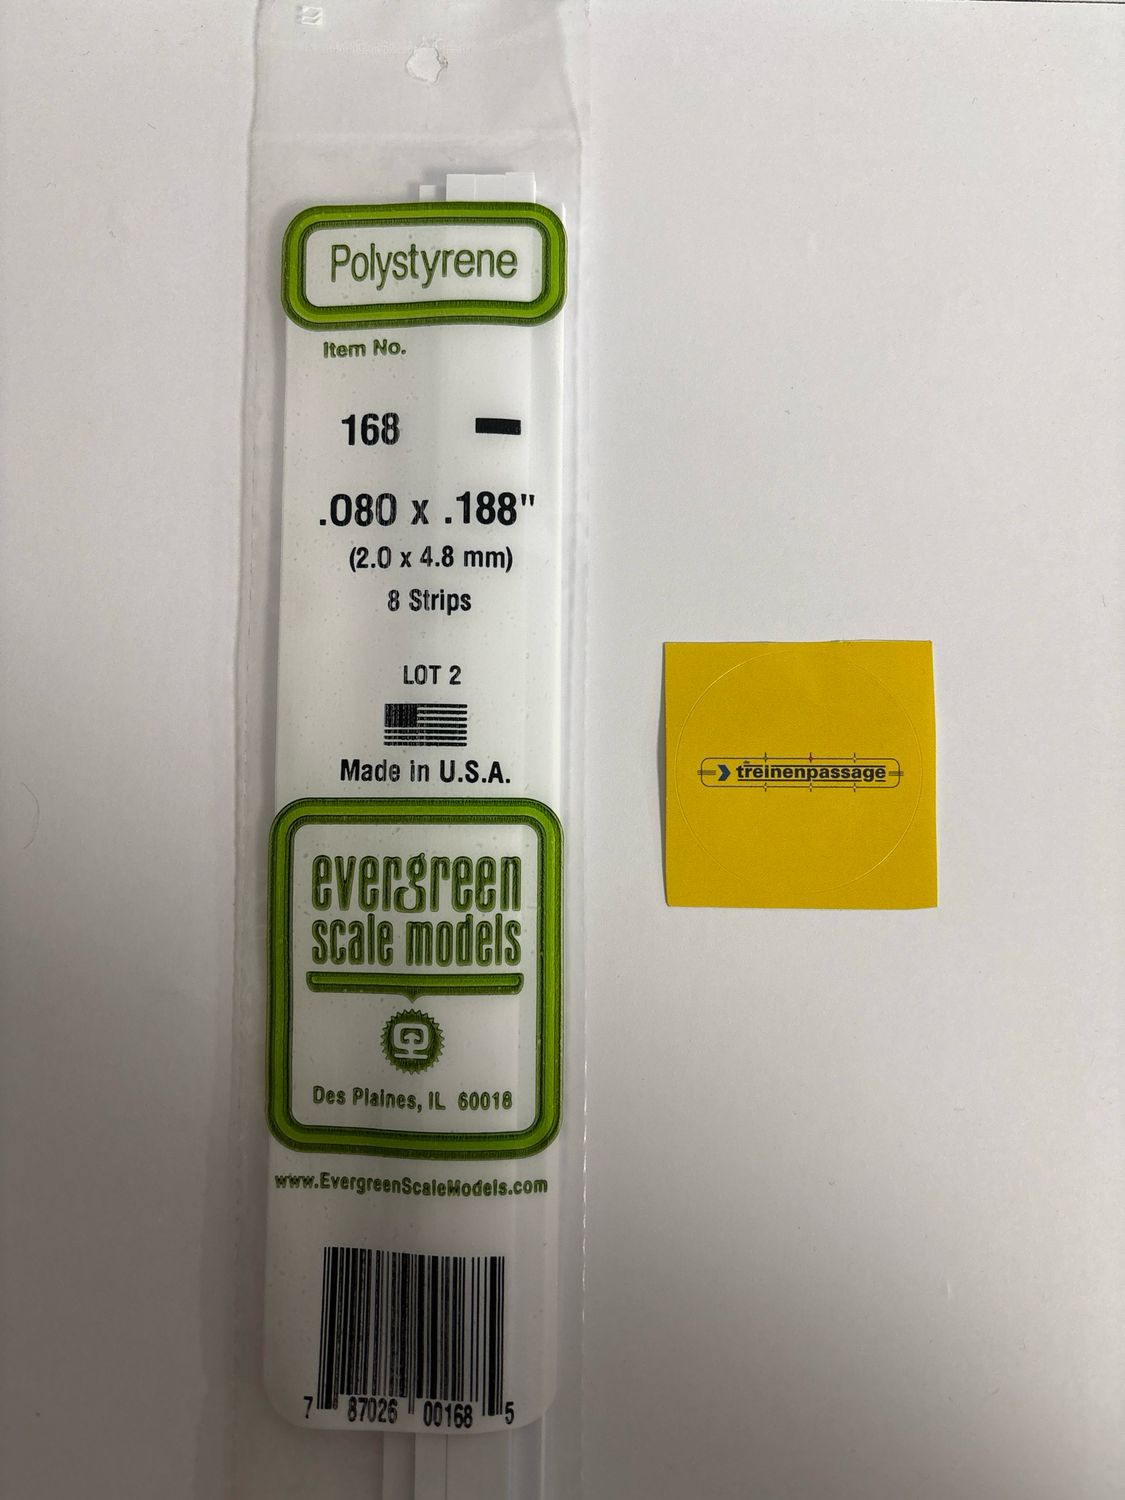 Polystyrene
Item No.
168
.080 x .188"
(2.0 x 4.8 mm)
8 Strips
LOT 2
Made in U.S.A.
evergreen
scale models
Des Plaines, IL 60018
www.EvergreenScaleModels.com
7 87026 00168 5
de
treinenpassage